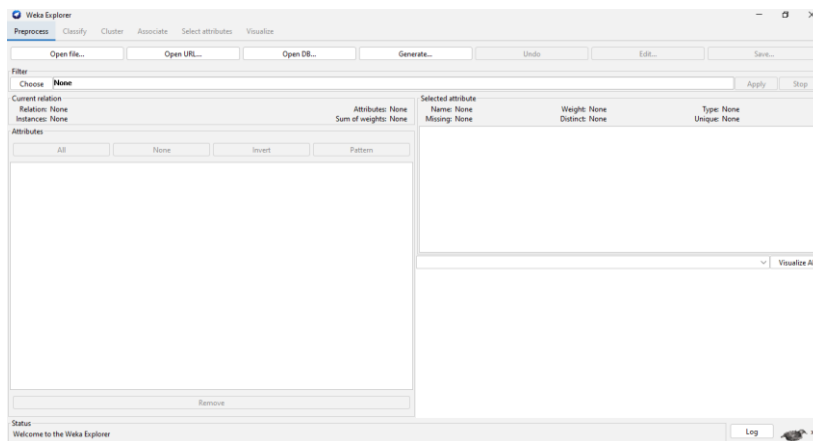 Weka Explorer
Preprocess Classify Cluster Associate Select attributes Visualize
Open file... Open URL... Open DB... Generate... Undo Edit... Save...
Filter
Choose None Apply Stop
Current relation
Relation: None Attributes: None
Instances: None Sum of weights: None
Selected attribute
Name: None Weight: None Type: None
Missing: None Distinct: None Unique: None
Attributes
All None Invert Pattern
Visualize Al
Remove
Status
Welcome to the Weka Explorer
Log